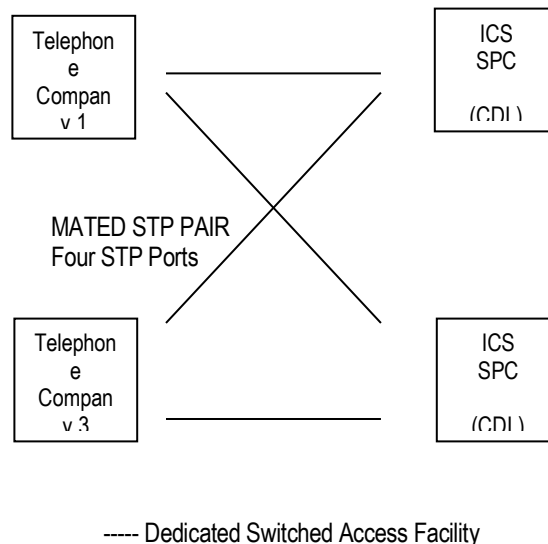 Telephon
e
Compan
y 1
ICS
SPC
(CDL)
MATED STP PAIR
Four STP Ports
Telephon
e
Compan
y 3
ICS
SPC
(CDL)
----- Dedicated Switched Access Facility